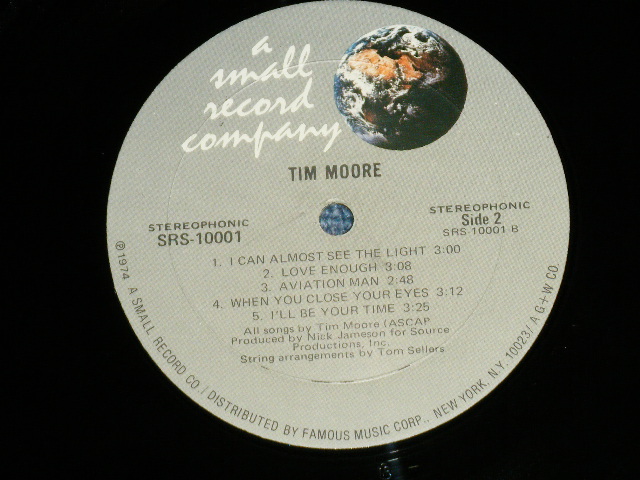 a
small
record
company
TIM MOORE
STEREOPHONIC
SRS-10001
STEREOPHONIC
Side 2
SRS-10001 B
1. I CAN ALMOST SEE THE LIGHT 3:00
2. LOVE ENOUGH 3:08
3. AVIATION MAN 2:48
4. WHEN YOU CLOSE YOUR EYES 3:12
5. I'LL BE YOUR TIME 3:25
All songs by Tim Moore (ASCAP
Produced by Nick Jameson for Source
Productions, Inc.
String arrangements by Tom Sellors
℗1974 A SMALL RECORD CO./ DISTRIBUTED BY FAMOUS MUSIC CORP., NEW YORK, N.Y. 10023/ A G+W CO.